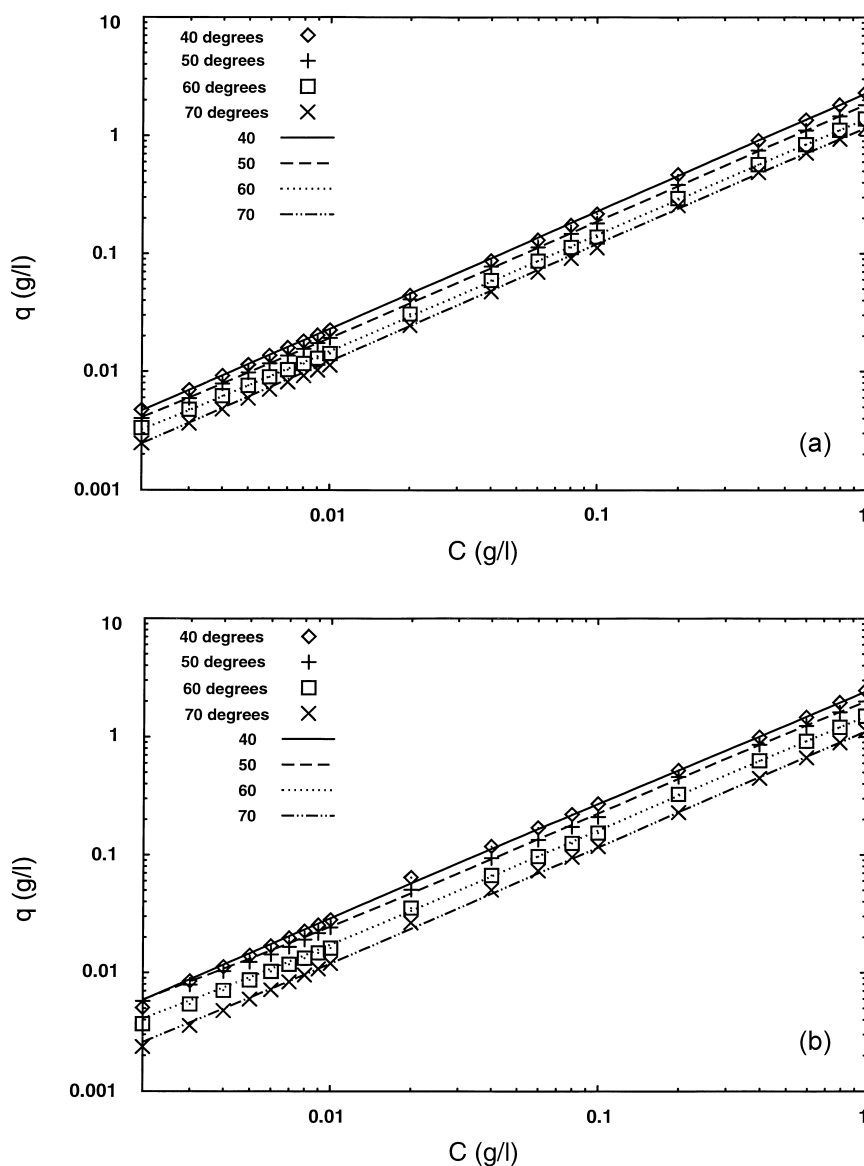 10
40 degrees
50 degrees
60 degrees
70 degrees
1
40
50
60
70
q (g/l)
0.1
0.01
(a)
0.001
0.01 0.1 1
C (g/l)
10
40 degrees
50 degrees
60 degrees
70 degrees
1
40
50
60
70
q (g/l)
0.1
0.01
(b)
0.001
0.01 0.1 1
C (g/l)